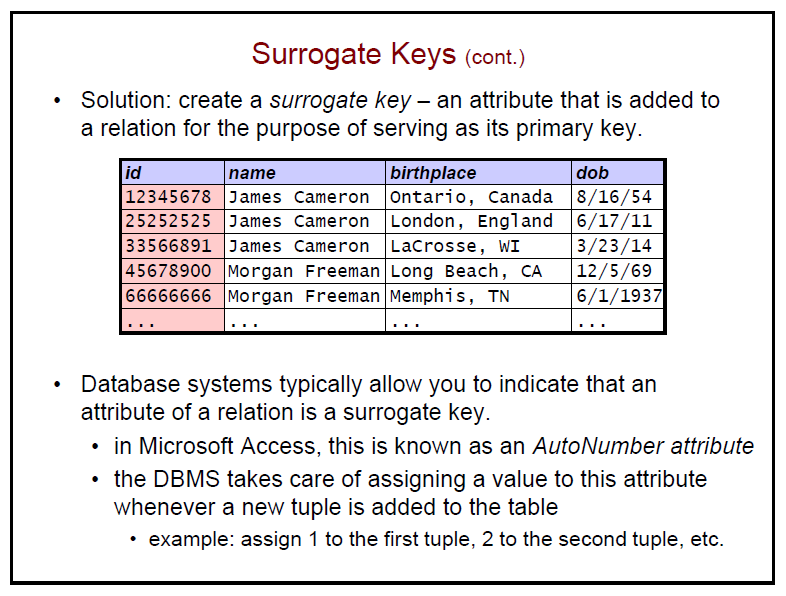 Surrogate Keys (cont.)
• Solution: create a surrogate key – an attribute that is added to
a relation for the purpose of serving as its primary key.
id name birthplace dob
12345678 James Cameron Ontario, Canada 8/16/54
25252525 James Cameron London, England 6/17/11
33566891 James Cameron LaCrosse, WI 3/23/14
45678900 Morgan Freeman Long Beach, CA 12/5/69
66666666 Morgan Freeman Memphis, TN 6/1/1937
... ... ... ...
• Database systems typically allow you to indicate that an
attribute of a relation is a surrogate key.
• in Microsoft Access, this is known as an AutoNumber attribute
• the DBMS takes care of assigning a value to this attribute
whenever a new tuple is added to the table
• example: assign 1 to the first tuple, 2 to the second tuple, etc.